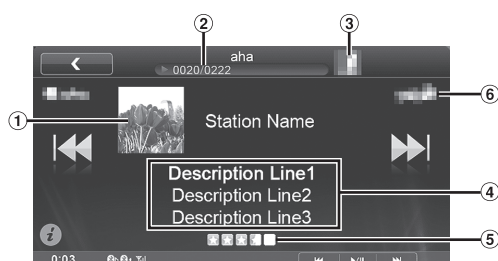 2
3
aha
0020/0222
6
1
Station Name
Description Line1
Description Line2
Description Line3
4
5
i
0:03